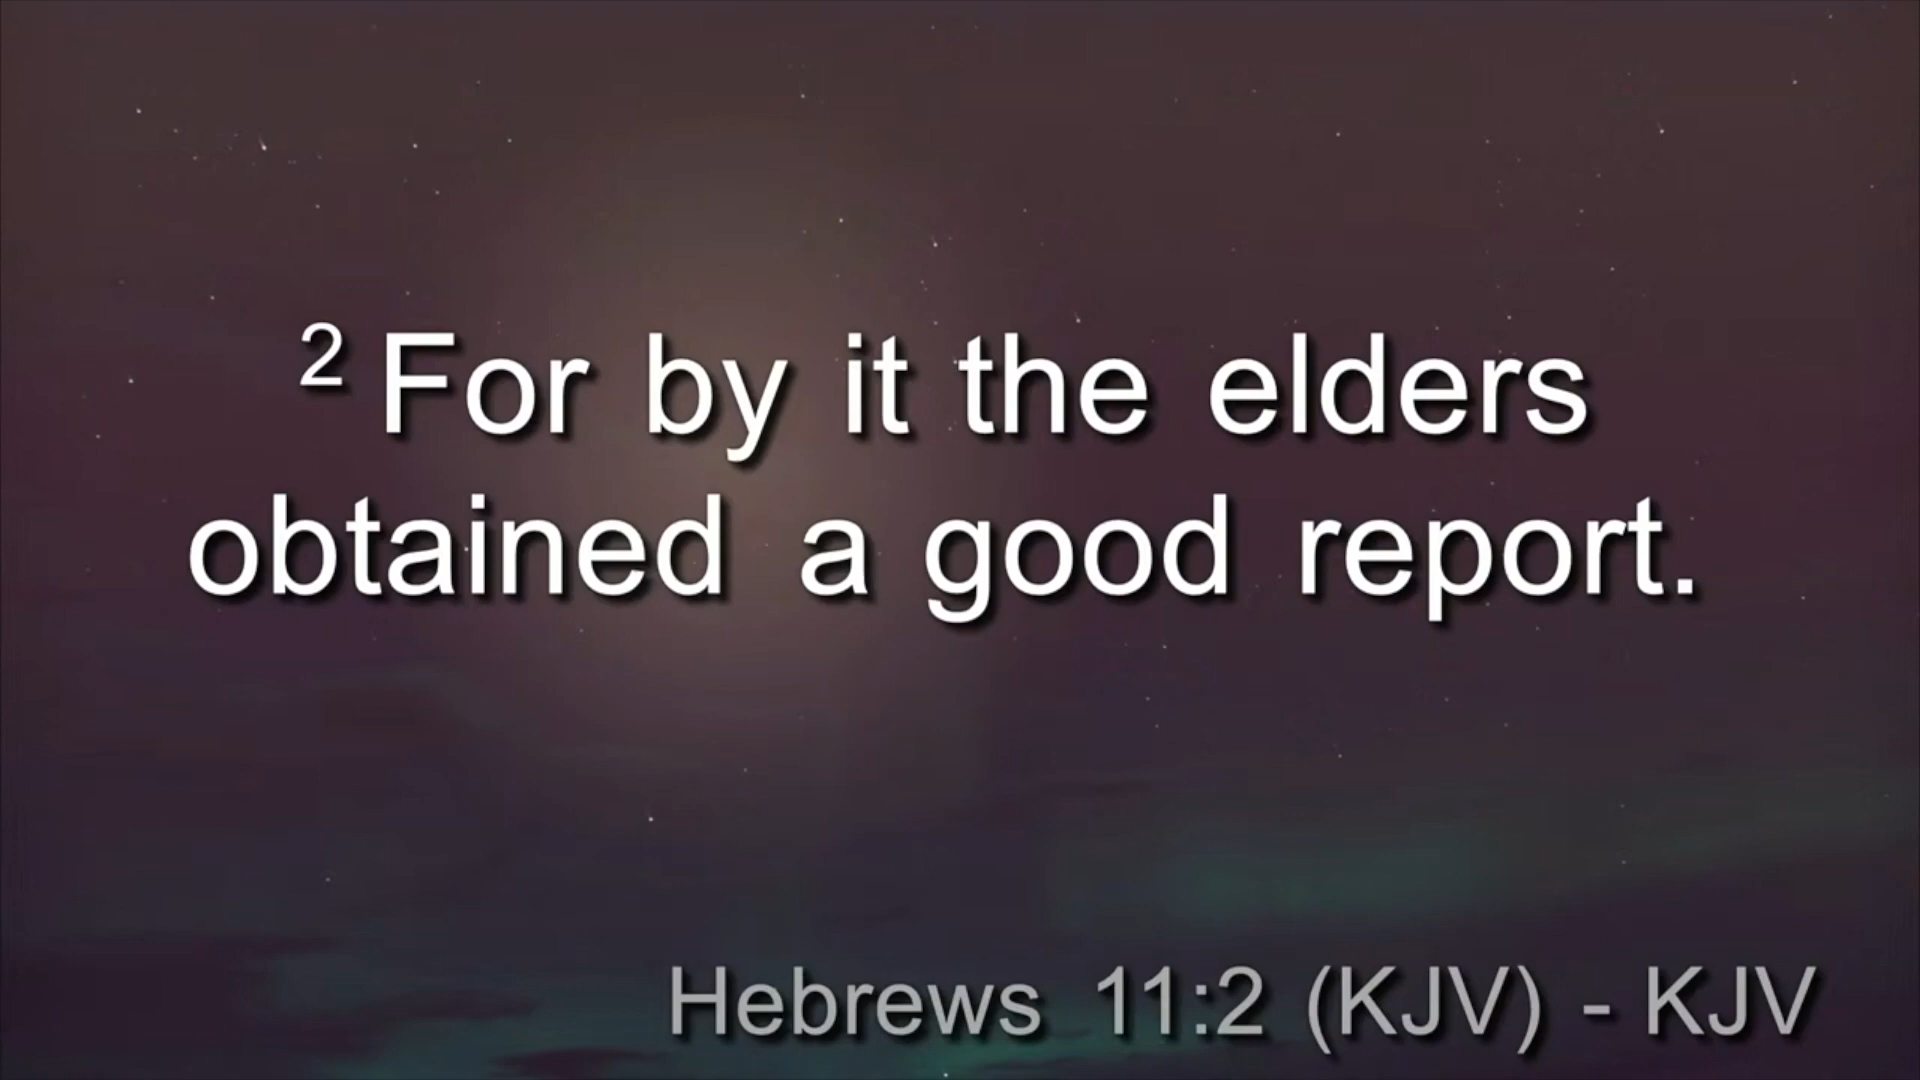 2 For by it the elders
obtained a good report.
Hebrews 11:2 (KJV) - KJV